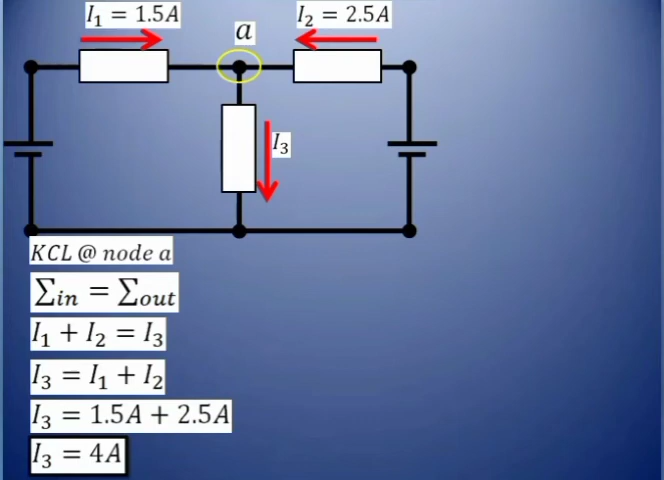 I₁ = 1.5A
I₂ = 2.5A
a
I₃
KCL @ node a
∑in = ∑out
I₁ + I₂ = I₃
I₃ = I₁ + I₂
I₃ = 1.5A + 2.5A
I₃ = 4A